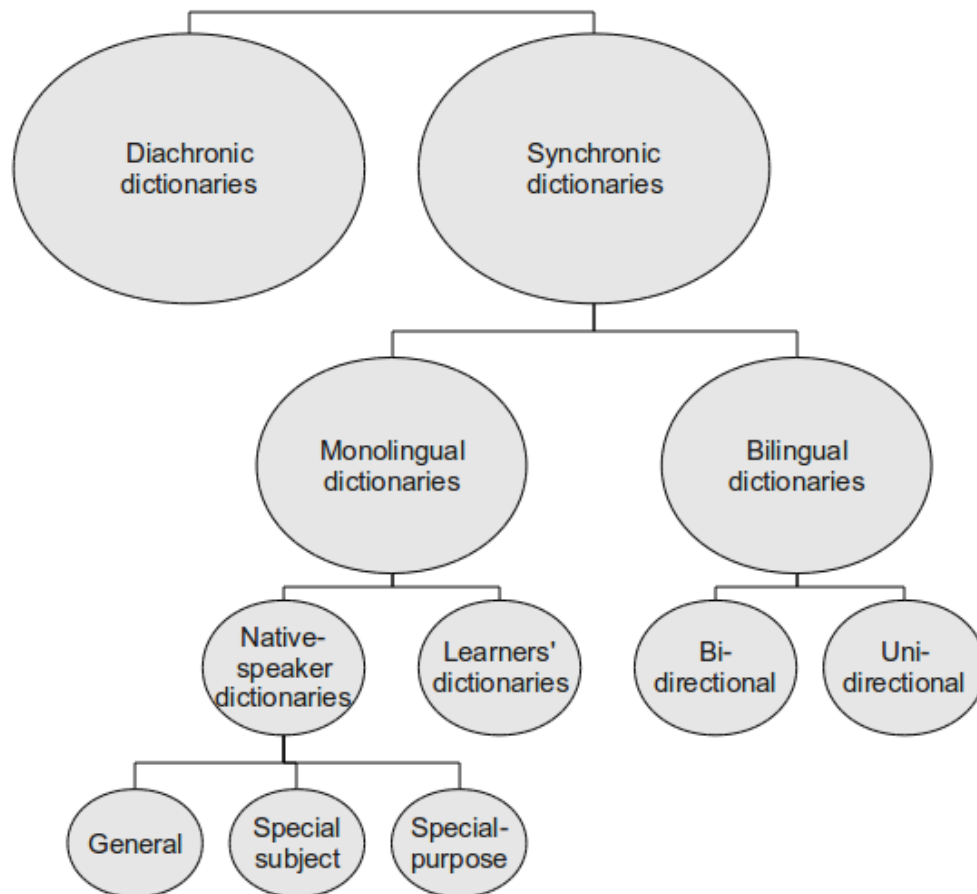 Diachronic
dictionaries
Synchronic
dictionaries
Monolingual
dictionaries
Bilingual
dictionaries
Native-
speaker
dictionaries
Learners'
dictionaries
Bi-
directional
Uni-
directional
General
Special
subject
Special-
purpose